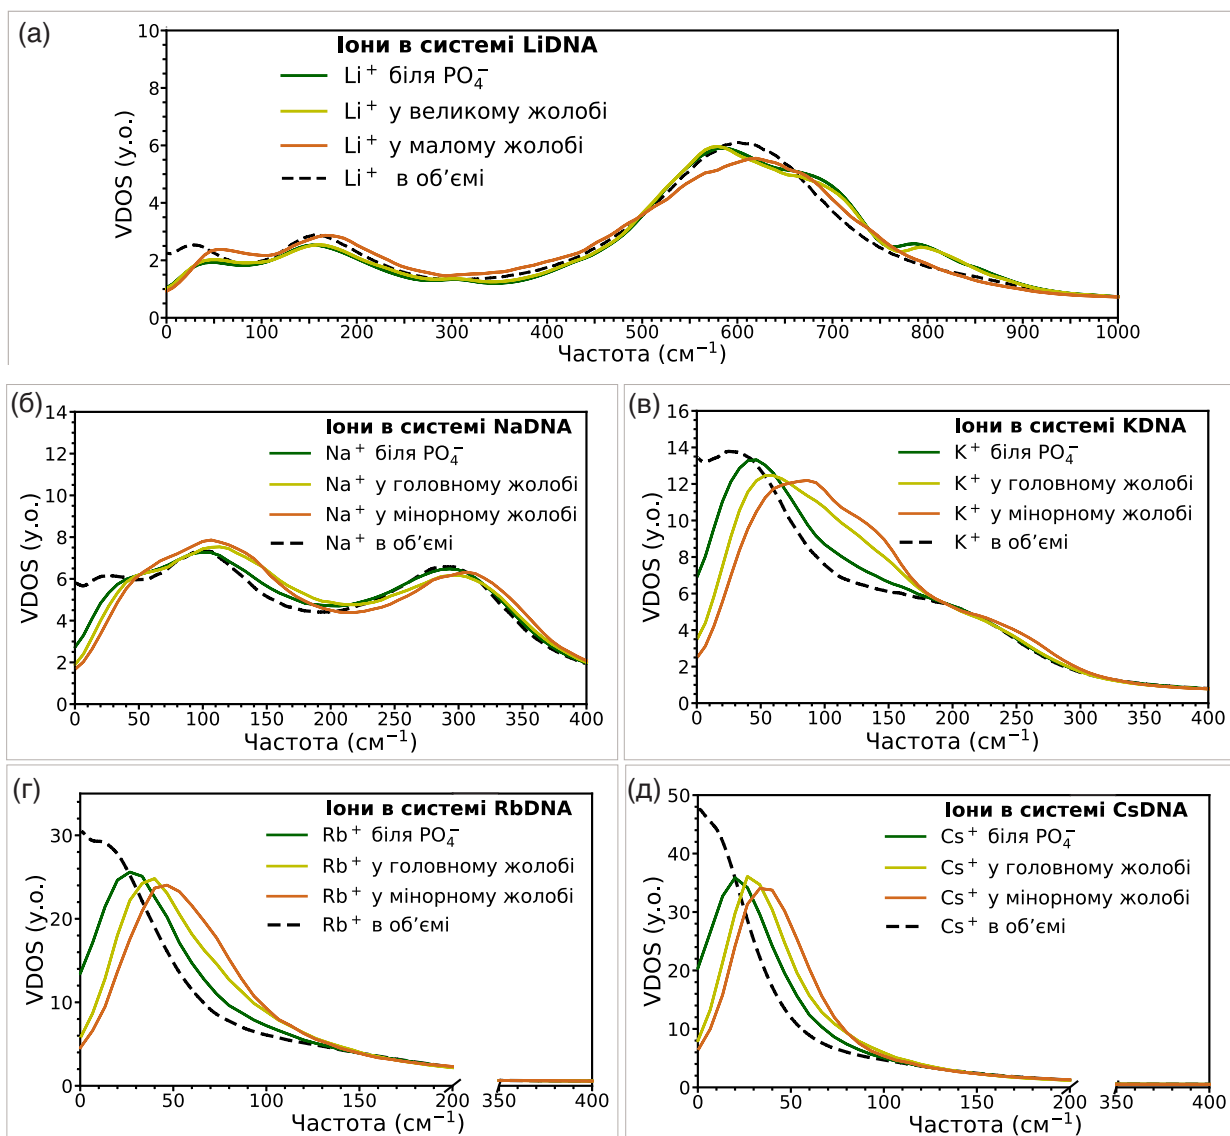 (а)
Іони в системі LiDNA
Li⁺ біля PO₄⁻
Li⁺ у великому жолобі
Li⁺ у малому жолобі
Li⁺ в об’ємі
VDOS (у.о.)
10
8
6
4
2
0
0 100 200 300 400 500 600 700 800 900 1000
Частота (см⁻¹)
(б)
Іони в системі NaDNA
Na⁺ біля PO₄⁻
Na⁺ у головному жолобі
Na⁺ у мінорному жолобі
Na⁺ в об’ємі
VDOS (у.о.)
14
12
10
8
6
4
2
0
0 50 100 150 200 250 300 350 400
Частота (см⁻¹)
(в)
Іони в системі KDNA
K⁺ біля PO₄⁻
K⁺ у головному жолобі
K⁺ у мінорному жолобі
K⁺ в об’ємі
VDOS (у.о.)
16
14
12
10
8
6
4
2
0
0 50 100 150 200 250 300 350 400
Частота (см⁻¹)
(г)
Іони в системі RbDNA
Rb⁺ біля PO₄⁻
Rb⁺ у головному жолобі
Rb⁺ у мінорному жолобі
Rb⁺ в об’ємі
VDOS (у.о.)
30
20
10
0
0 50 100 150 200 350 400
Частота (см⁻¹)
(д)
Іони в системі CsDNA
Cs⁺ біля PO₄⁻
Cs⁺ у головному жолобі
Cs⁺ у мінорному жолобі
Cs⁺ в об’ємі
VDOS (у.о.)
50
40
30
20
10
0
0 50 100 150 200 350 400
Частота (см⁻¹)